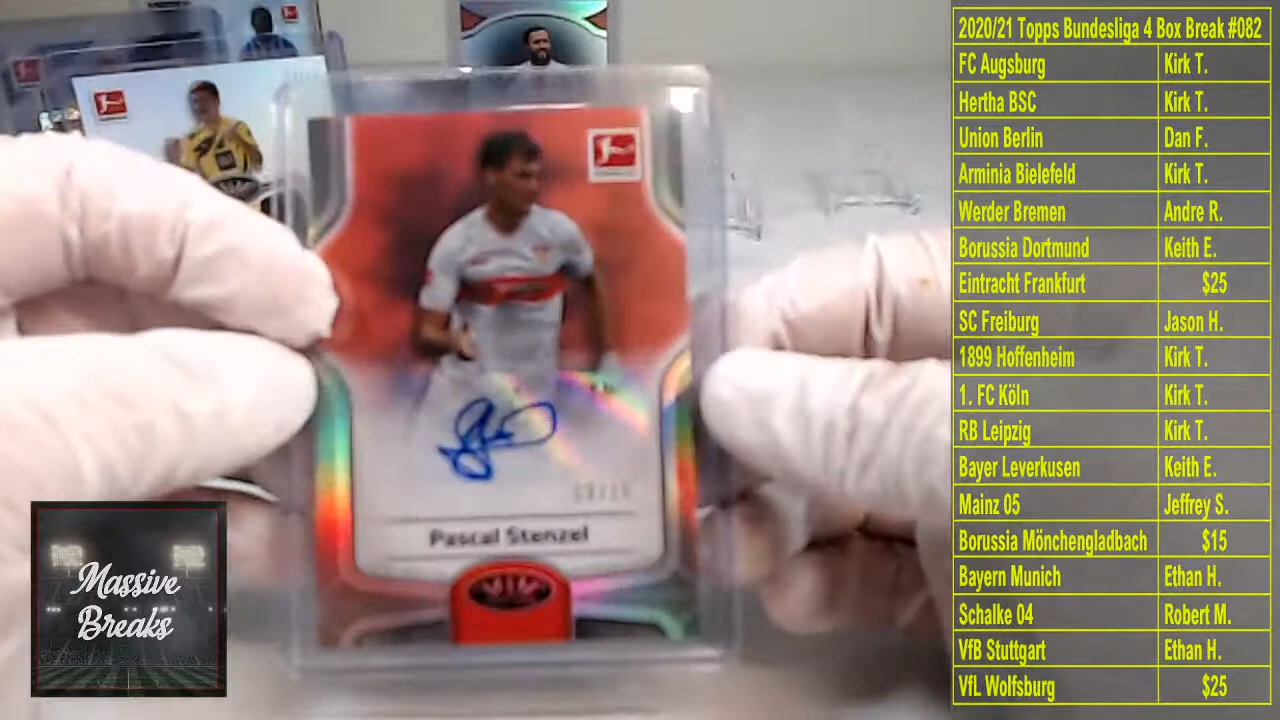 2020/21 Topps Bundesliga 4 Box Break #082
FC Augsburg Kirk T.
Hertha BSC Kirk T.
Union Berlin Dan F.
Arminia Bielefeld Kirk T.
Werder Bremen Andre R.
Borussia Dortmund Keith E.
Eintracht Frankfurt $25
SC Freiburg Jason H.
1899 Hoffenheim Kirk T.
1. FC Köln Kirk T.
RB Leipzig Kirk T.
Bayer Leverkusen Keith E.
Mainz 05 Jeffrey S.
Borussia Mönchengladbach $15
Bayern Munich Ethan H.
Schalke 04 Robert M.
VfB Stuttgart Ethan H.
VfL Wolfsburg $25
Pascal Stenzel
Massive
Breaks